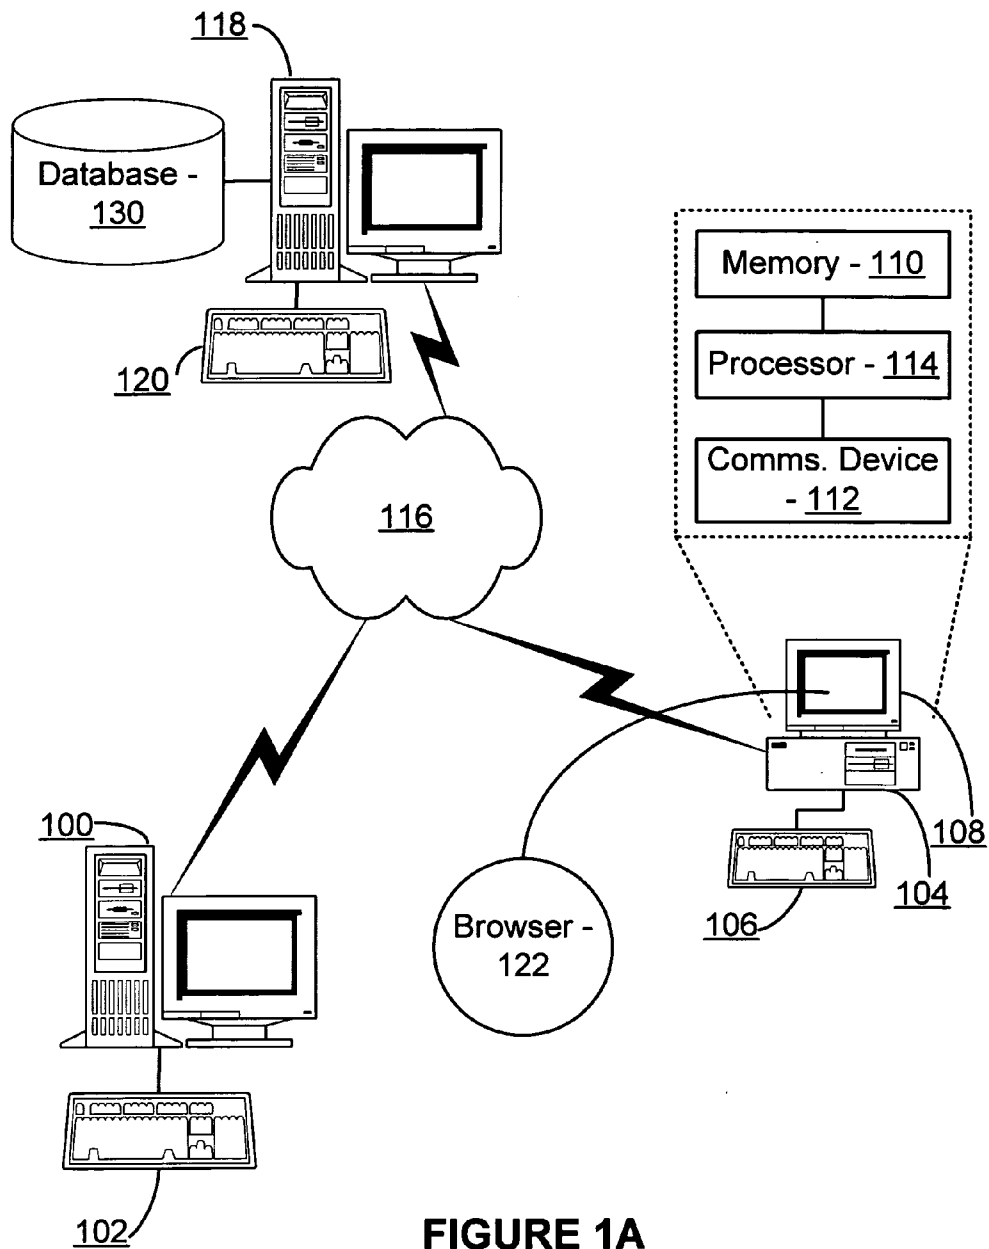 118
Database -
130
Memory - 110
Processor - 114
120
Comms. Device
- 112
116
100
108
104
106
Browser -
122
102
FIGURE 1A